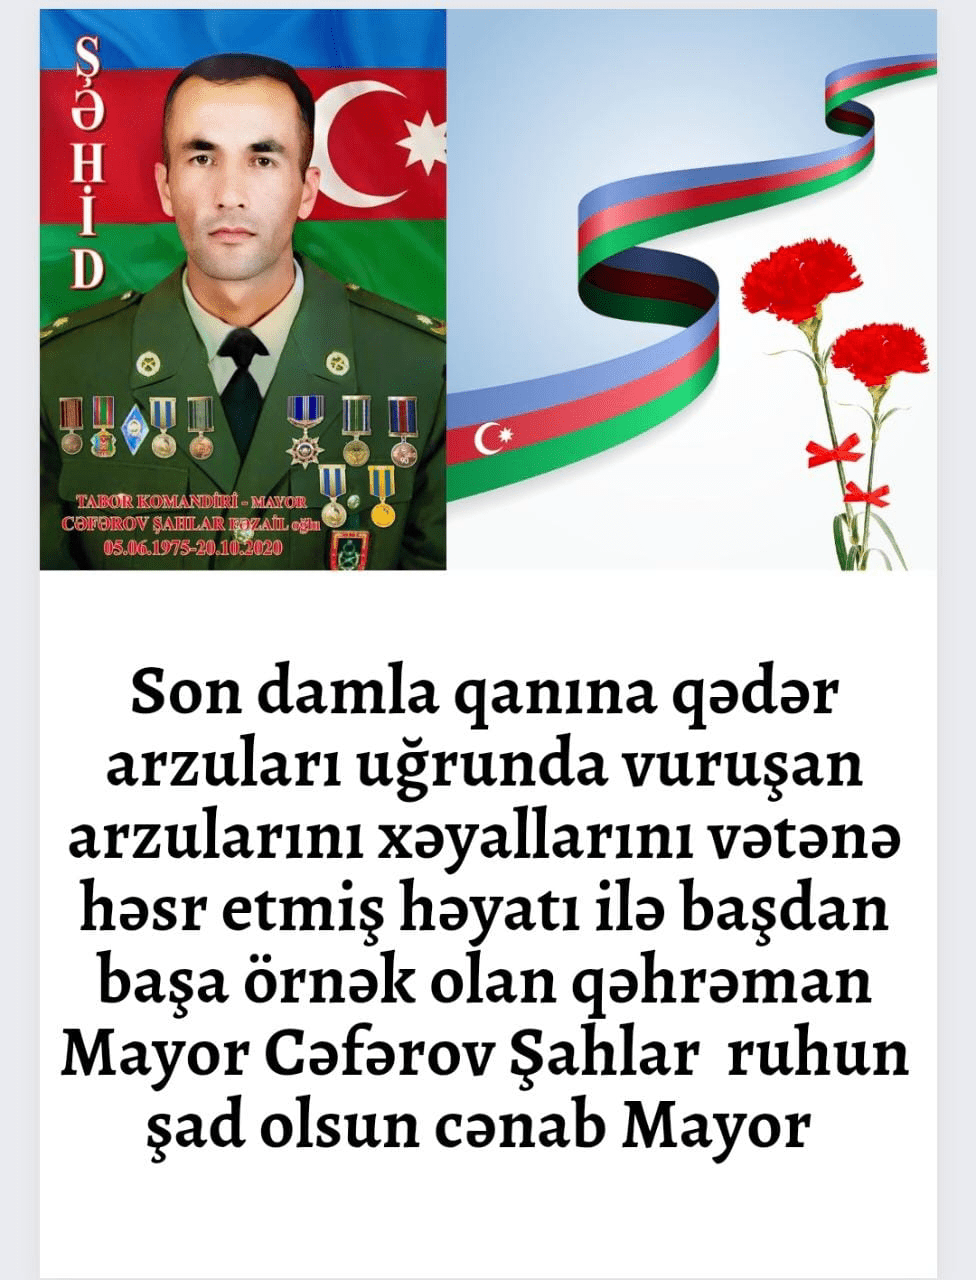 ŞƏHİD
TABOR KOMANDİRİ - MAYOR
CƏFƏROV ŞAHLAR FƏZAİL oğlu
05.06.1975-20.10.2020
Son damla qanına qədər
arzuları uğrunda vuruşan
arzularını xəyallarını vətənə
həsr etmiş həyatı ilə başdan
başa örnək olan qəhrəman
Mayor Cəfərov Şahlar ruhun
şad olsun cənab Mayor